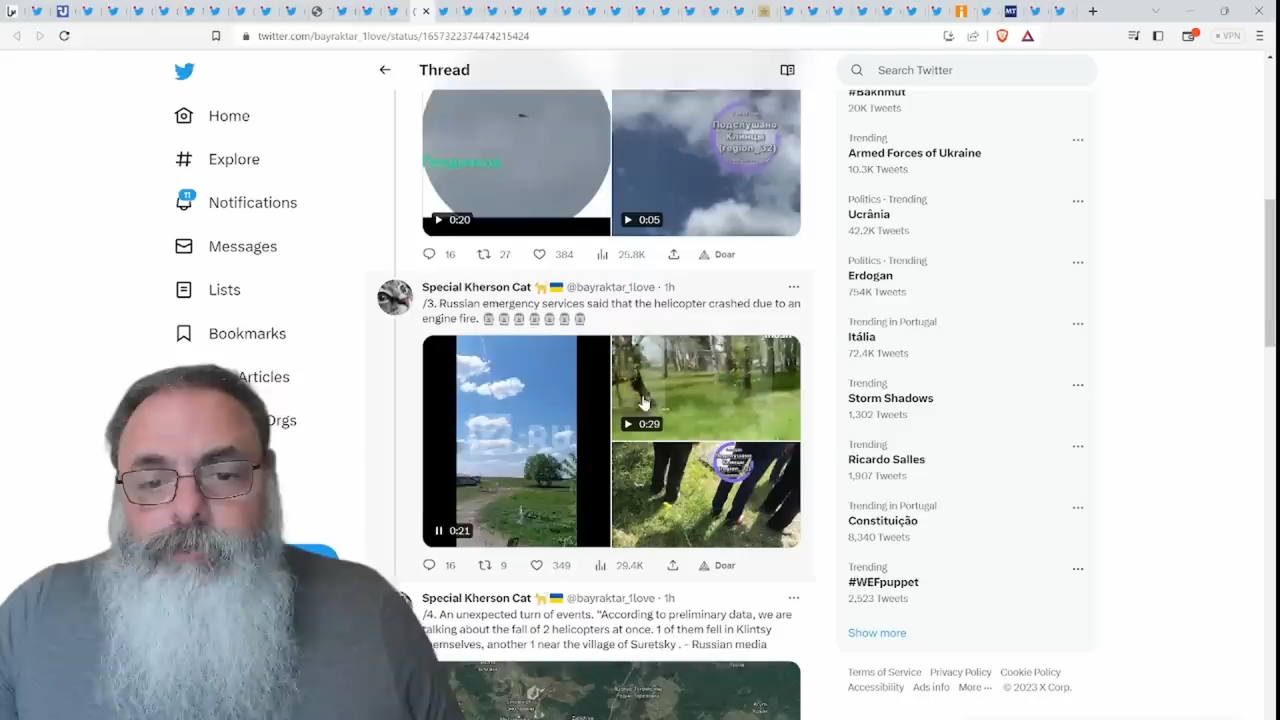 twitter.com/bayraktar_1love/status/1657322374474215424
VPN
Home
Explore
11
Notifications
Messages
Lists
Bookmarks
Articles
Orgs
Thread
Подслушано
Клинцы
(region_32)
0:20
0:05
16 27 384 25.8K Doar
Special Kherson Cat @bayraktar_1love · 1h
/3. Russian emergency services said that the helicopter crashed due to an
engine fire.
0:29
0:21
16 9 349 29.4K Doar
Special Kherson Cat @bayraktar_1love · 1h
/4. An unexpected turn of events. "According to preliminary data, we are
talking about the fall of 2 helicopters at once. 1 of them fell in Klintsy
themselves, another 1 near the village of Suretsky . - Russian media
Search Twitter
#Bakhmut
20K Tweets
Trending
Armed Forces of Ukraine
10.3K Tweets
Politics · Trending
Ucrânia
42.2K Tweets
Politics · Trending
Erdogan
754K Tweets
Trending in Portugal
Itália
72.4K Tweets
Trending
Storm Shadows
1,302 Tweets
Trending
Ricardo Salles
1,907 Tweets
Trending in Portugal
Constituição
8,340 Tweets
Trending
#WEFpuppet
2,523 Tweets
Show more
Terms of Service Privacy Policy Cookie Policy
Accessibility Ads info More ··· © 2023 X Corp.